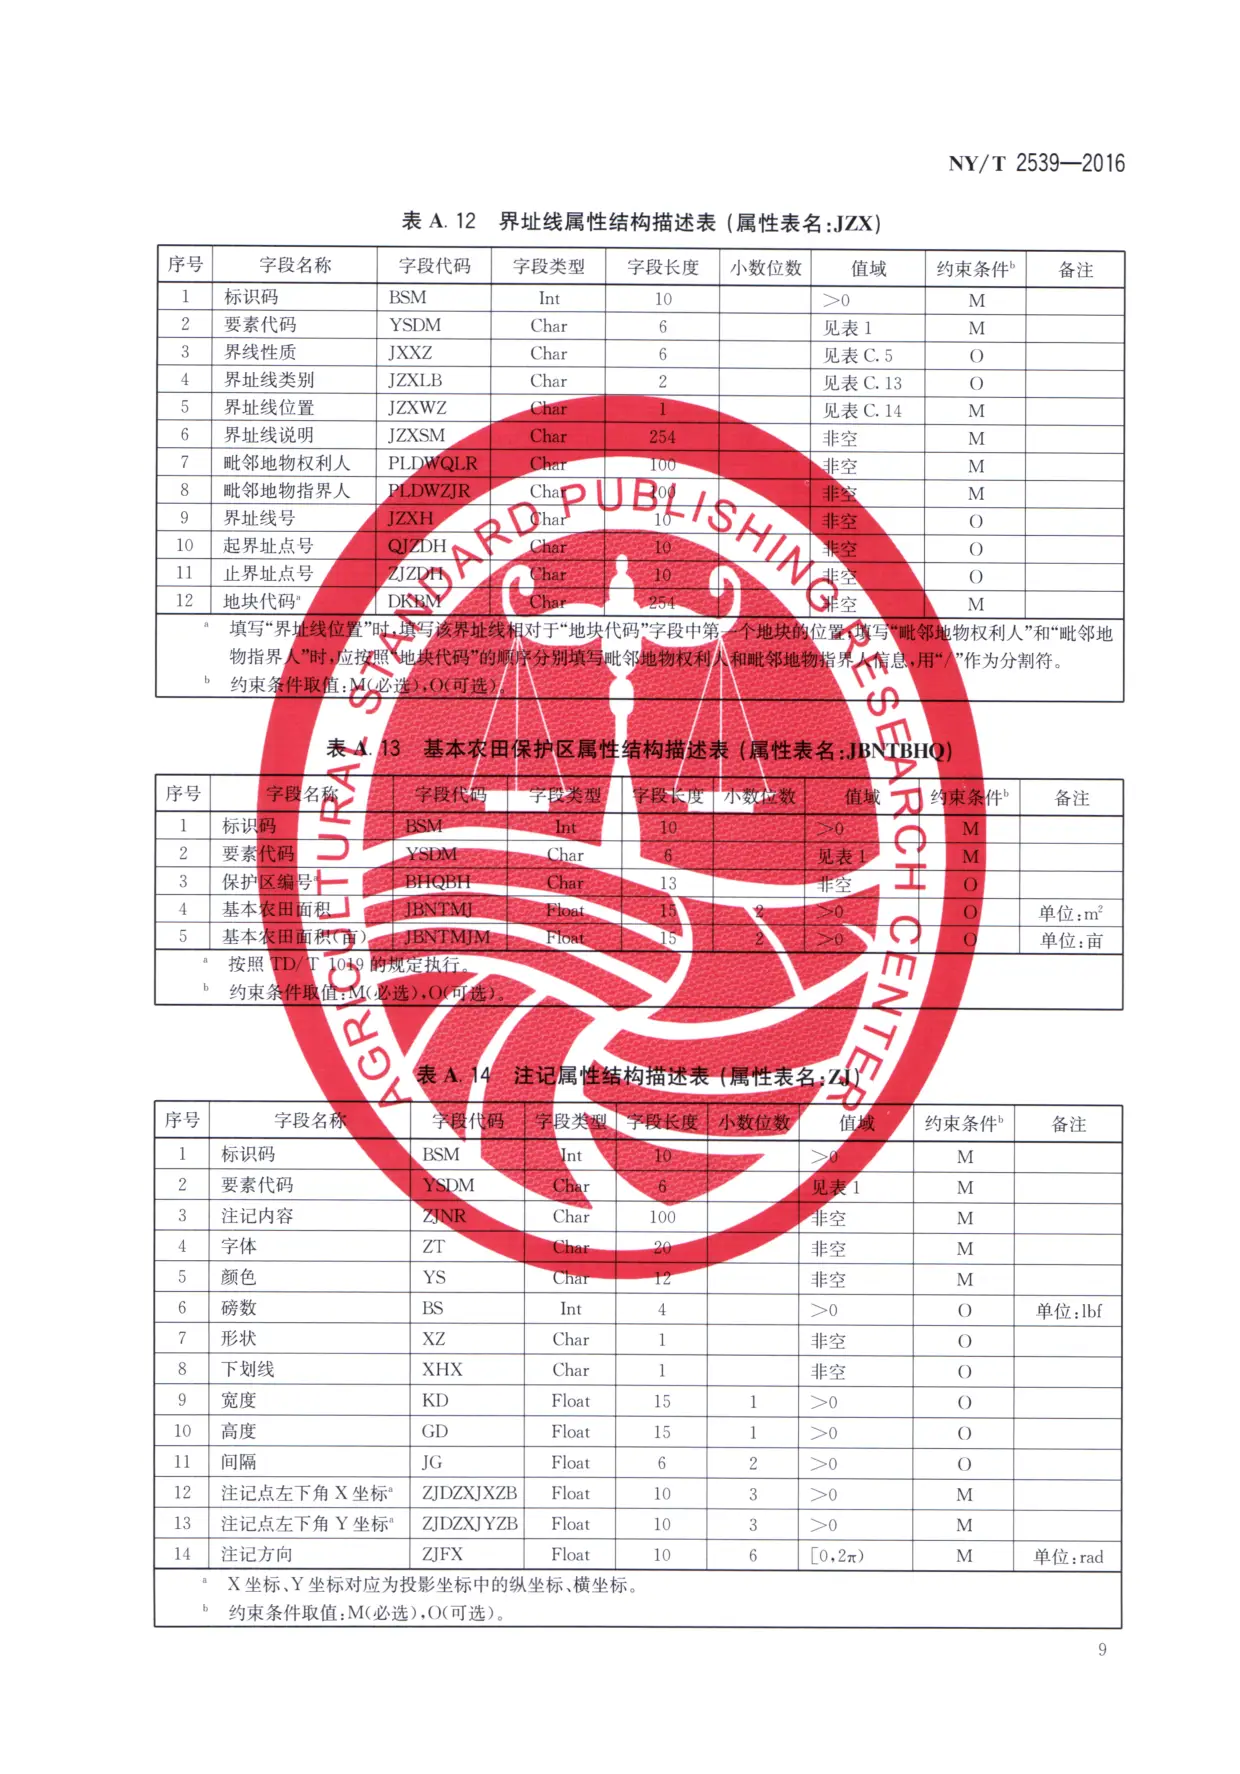 NY/T 2539—2016
表 A.12 界址线属性结构描述表(属性表名:JZX)
序号 字段名称 字段代码 字段类型 字段长度 小数位数 值域 约束条件ᵇ 备注
1 标识码 BSM Int 10 >0 M
2 要素代码 YSDM Char 6 见表 1 M
3 界线性质 JXXZ Char 6 见表 C.5 O
4 界址线类别 JZXLB Char 2 见表 C.13 O
5 界址线位置 JZXWZ Char 1 见表 C.14 M
6 界址线说明 JZXSM Char 254 非空 M
7 毗邻地物权利人 PLDWQLR Char 100 非空 M
8 毗邻地物指界人 PLDWZJR Char 100 非空 M
9 界址线号 JZXH Char 10 非空 O
10 起界址点号 QJZDH Char 10 非空 O
11 止界址点号 ZJZDH Char 10 非空 O
12 地块代码ᵃ DKBM Char 254 非空 M
ᵃ 填写“界址线位置”时,填写该界址线相对于“地块代码”字段中第一个地块的位置;填写“毗邻地物权利人”和“毗邻地
物指界人”时,应按照“地块代码”的顺序分别填写毗邻地物权利人和毗邻地物指界人信息,用“/”作为分割符。
ᵇ 约束条件取值:M(必选),O(可选)。
表 A.13 基本农田保护区属性结构描述表(属性表名:JBNTBHQ)
序号 字段名称 字段代码 字段类型 字段长度 小数位数 值域 约束条件ᵇ 备注
1 标识码 BSM Int 10 >0 M
2 要素代码 YSDM Char 6 见表 1 M
3 保护区编号ᵃ BHQBH Char 13 非空 O
4 基本农田面积 JBNTMJ Float 15 2 >0 O 单位:m²
5 基本农田面积(亩) JBNTMJM Float 15 2 >0 O 单位:亩
ᵃ 按照 TD/T 1019 的规定执行。
ᵇ 约束条件取值:M(必选),O(可选)。
表 A.14 注记属性结构描述表(属性表名:ZJ)
序号 字段名称 字段代码 字段类型 字段长度 小数位数 值域 约束条件ᵇ 备注
1 标识码 BSM Int 10 >0 M
2 要素代码 YSDM Char 6 见表 1 M
3 注记内容 ZJNR Char 100 非空 M
4 字体 ZT Char 20 非空 M
5 颜色 YS Char 12 非空 M
6 磅数 BS Int 4 >0 O 单位:lbf
7 形状 XZ Char 1 非空 O
8 下划线 XHX Char 1 非空 O
9 宽度 KD Float 15 1 >0 O
10 高度 GD Float 15 1 >0 O
11 间隔 JG Float 6 2 >0 O
12 注记点左下角 X 坐标ᵃ ZJDZXJXZB Float 10 3 >0 M
13 注记点左下角 Y 坐标ᵃ ZJDZXJYZB Float 10 3 >0 M
14 注记方向 ZJFX Float 10 6 [0,2π) M 单位:rad
ᵃ X 坐标、Y 坐标对应为投影坐标中的纵坐标、横坐标。
ᵇ 约束条件取值:M(必选),O(可选)。
9
AGRICULTURAL STANDARD PUBLISHING RESEARCH CENTER